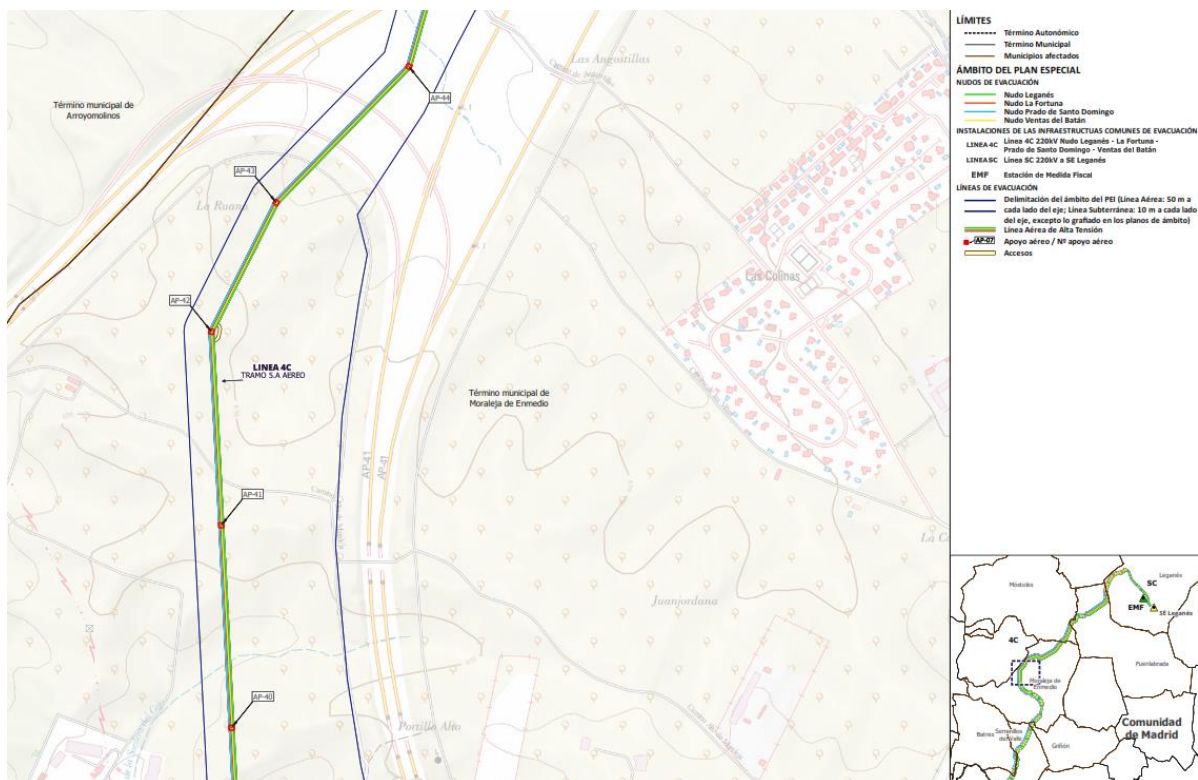 Término municipal de
Arroyomolinos
AP-44
Las Angostillas
AP-43
La Ruana
AP-42
LINEA 4C
TRAMO S.A AEREO
Las Colinas
Término municipal de
Moraleja de Enmedio
AP-41
AP-41
AP-41
Juanjordana
AP-40
Portillo Alto
LÍMITES
Término Autonómico
Término Municipal
Municipios afectados
ÁMBITO DEL PLAN ESPECIAL
NUDOS DE EVACUACIÓN
Nudo Leganés
Nudo La Fortuna
Nudo Prado de Santo Domingo
Nudo Ventas del Batán
INSTALACIONES DE LAS INFRAESTRUCTUAS COMUNES DE EVACUACIÓN
LINEA 4C Línea 4C 220kV Nudo Leganés - La Fortuna -
Prado de Santo Domingo - Ventas del Batán
LINEA SC Línea SC 220kV a SE Leganés
EMF Estación de Medida Fiscal
LÍNEAS DE EVACUACIÓN
Delimitación del ámbito del PEI (Línea Aérea: 50 m a
cada lado del eje; Línea Subterránea: 10 m a cada lado
del eje, excepto lo grafiado en los planos de ámbito)
Línea Aérea de Alta Tensión
AP-07 Apoyo aéreo / Nº apoyo aéreo
Accesos
Móstoles
Leganés
SC
EMF
SE Leganés
4C
Fuenlabrada
Moraleja de
Enmedio
Batres
Serranillos
del Valle
Griñón
Comunidad
de Madrid